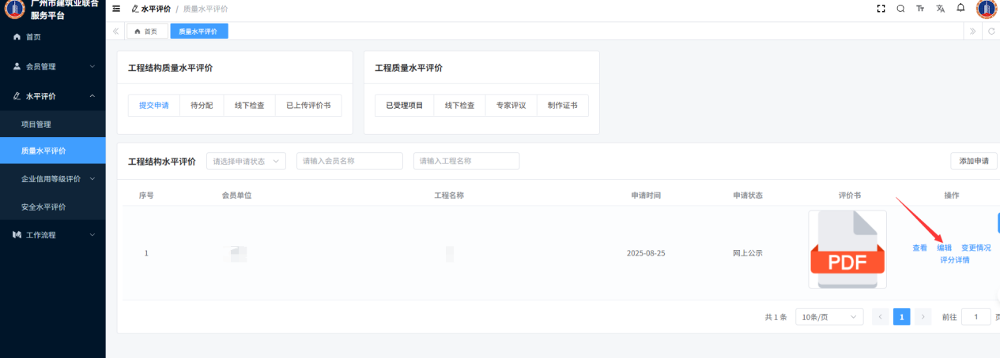 广州市建筑业联合
服务平台
水平评价 / 质量水平评价
首页
会员管理
水平评价
项目管理
质量水平评价
企业信用等级评价
安全水平评价
工作流程
首页 质量水平评价
工程结构质量水平评价
提交申请 待分配 线下检查 已上传评价书
工程质量水平评价
已受理项目 线下检查 专家评议 制作证书
工程结构水平评价 请选择申请状态 请输入会员名称 请输入工程名称 添加申请
序号 会员单位 工程名称 申请时间 申请状态 评价书 操作
1 2025-08-25 网上公示 PDF 查看 编辑 变更情况
评分详情
共 1 条 10条/页 1 前往 1